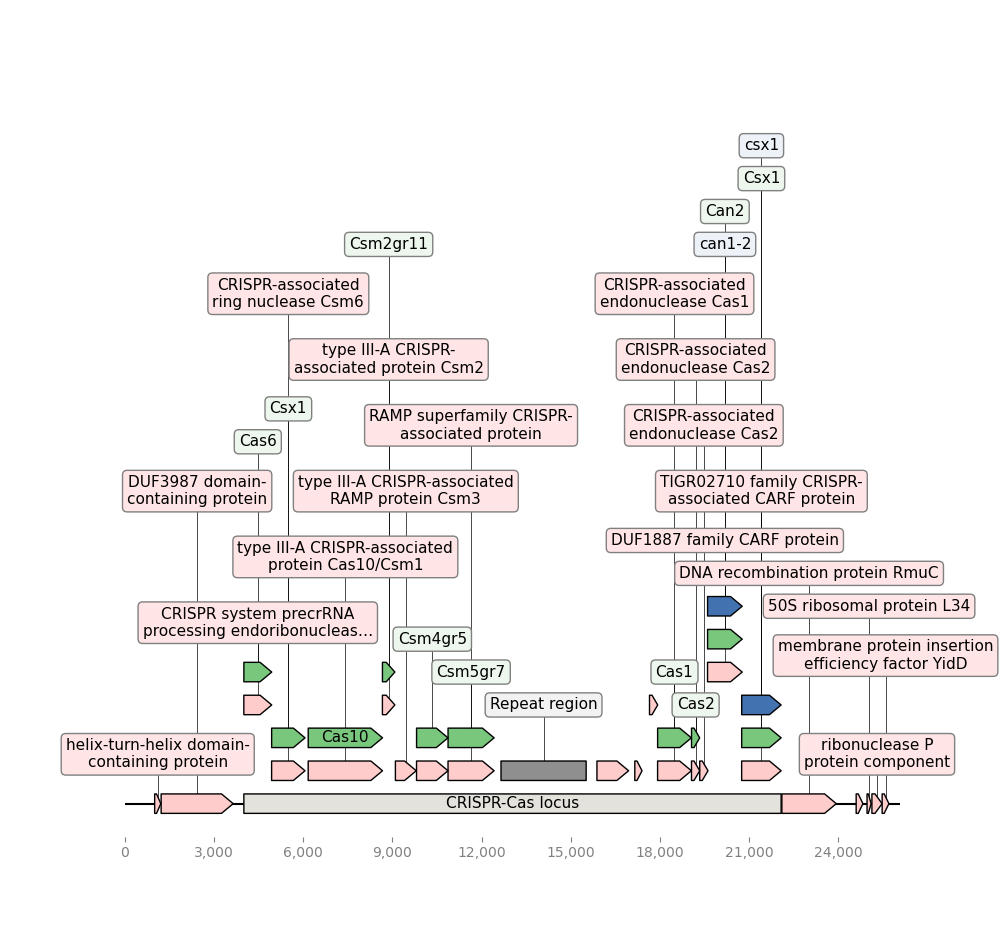 csx1
Csx1
Can2
Csm2gr11
can1-2
CRISPR-associated
ring nuclease Csm6
CRISPR-associated
endonuclease Cas1
type III-A CRISPR-
associated protein Csm2
CRISPR-associated
endonuclease Cas2
Csx1
RAMP superfamily CRISPR-
associated protein
CRISPR-associated
endonuclease Cas2
Cas6
DUF3987 domain-
containing protein
type III-A CRISPR-associated
RAMP protein Csm3
TIGR02710 family CRISPR-
associated CARF protein
DUF1887 family CARF protein
type III-A CRISPR-associated
protein Cas10/Csm1
DNA recombination protein RmuC
50S ribosomal protein L34
CRISPR system precrRNA
processing endoribonucleas...
Csm4gr5
membrane protein insertion
efficiency factor YidD
Csm5gr7
Cas1
Repeat region
Cas2
Cas10
helix-turn-helix domain-
containing protein
ribonuclease P
protein component
CRISPR-Cas locus
0
3,000
6,000
9,000
12,000
15,000
18,000
21,000
24,000